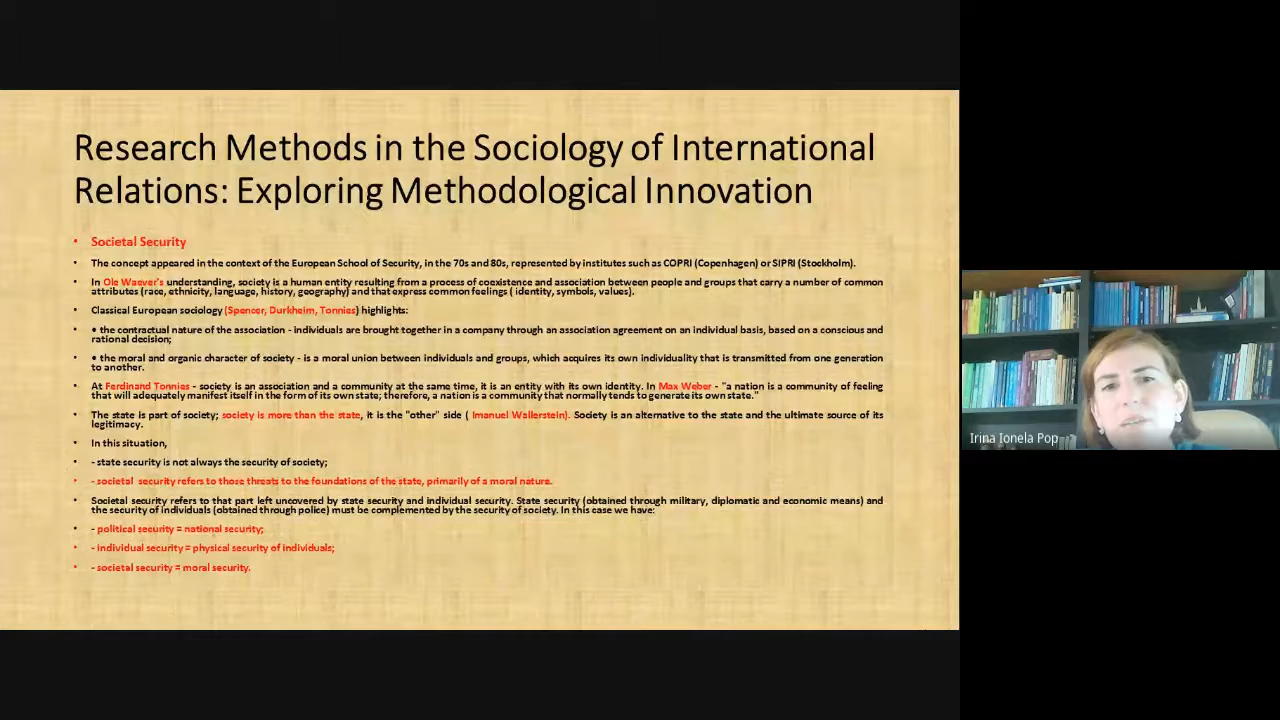 Research Methods in the Sociology of International
Relations: Exploring Methodological Innovation
• Societal Security
• The concept appeared in the context of the European School of Security, in the 70s and 80s, represented by institutes such as COPRI (Copenhagen) or SIPRI (Stockholm).
• In Ole Waever's understanding, society is a human entity resulting from a process of coexistence and association between people and groups that carry a number of common
attributes (race, ethnicity, language, history, geography) and that express common feelings ( identity, symbols, values).
• Classical European sociology (Spencer, Durkheim, Tonnies) highlights:
• • the contractual nature of the association - individuals are brought together in a company through an association agreement on an individual basis, based on a conscious and
rational decision;
• • the moral and organic character of society - is a moral union between individuals and groups, which acquires its own individuality that is transmitted from one generation
to another.
• At Ferdinand Tonnies - society is an association and a community at the same time, it is an entity with its own identity. In Max Weber - "a nation is a community of feeling
that will adequately manifest itself in the form of its own state; therefore, a nation is a community that normally tends to generate its own state."
• The state is part of society; society is more than the state, it is the "other" side ( Imanuel Wallerstein). Society is an alternative to the state and the ultimate source of its
legitimacy.
• In this situation,
• - state security is not always the security of society;
• - societal security refers to those threats to the foundations of the state, primarily of a moral nature.
• Societal security refers to that part left uncovered by state security and individual security. State security (obtained through military, diplomatic and economic means) and
the security of individuals (obtained through police) must be complemented by the security of society. In this case we have:
• - political security = national security;
• - individual security = physical security of individuals;
• - societal security = moral security.
Irina Ionela Pop